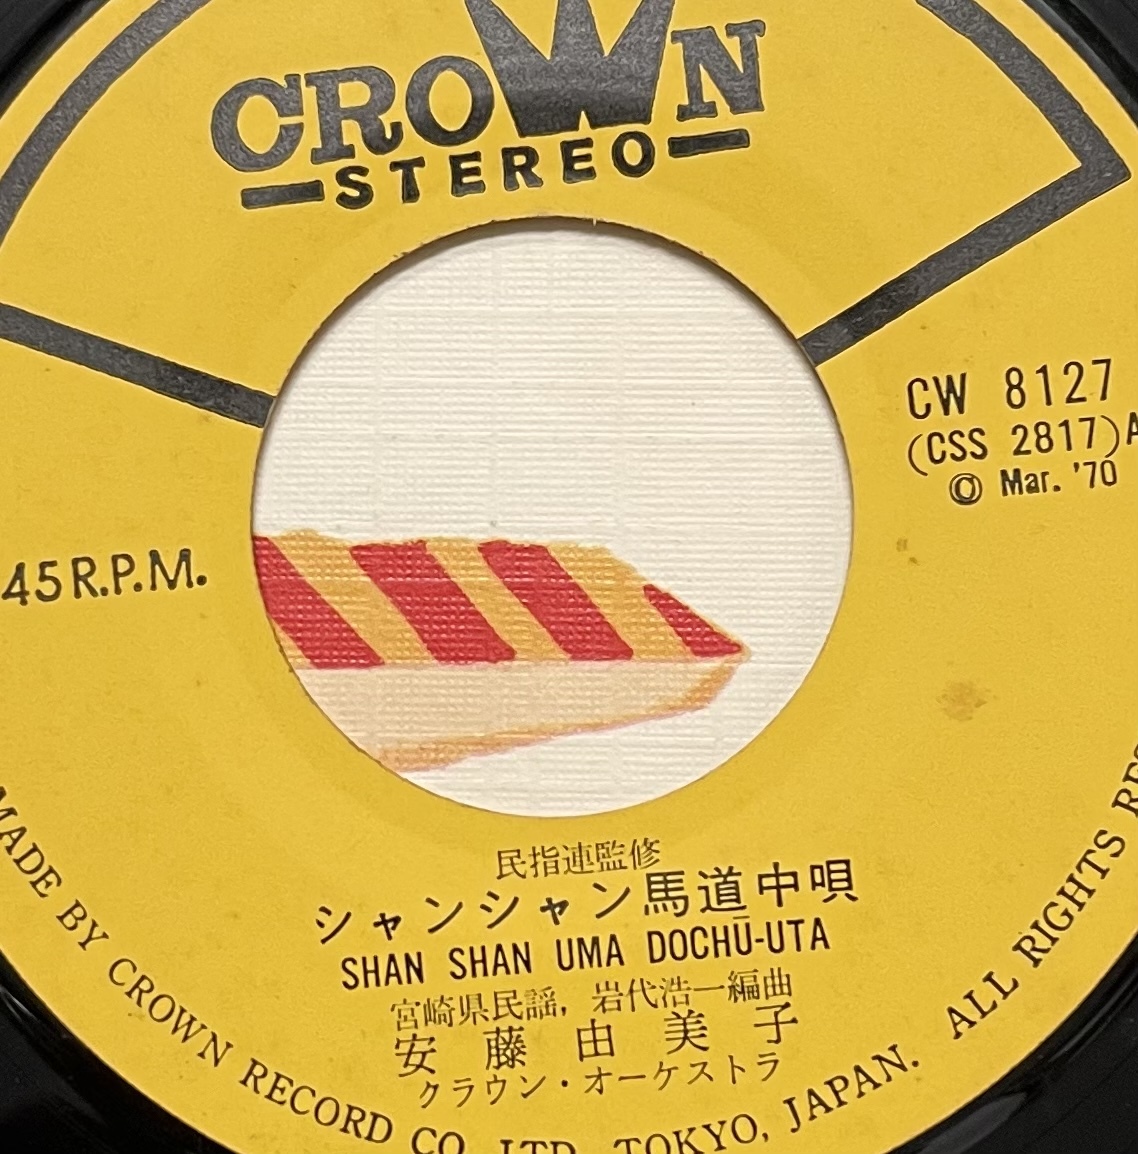 CROWN
STEREO
CW 8127
(CSS 2817)A
© Mar. '70
45 R.P.M.
民指連監修
シャンシャン馬道中唄
SHAN SHAN UMA DOCHŪ-UTA
宮崎県民謡, 岩代浩一編曲
安藤由美子
クラウン・オーケストラ
MADE BY CROWN RECORD CO. LTD. TOKYO, JAPAN. ALL RIGHTS